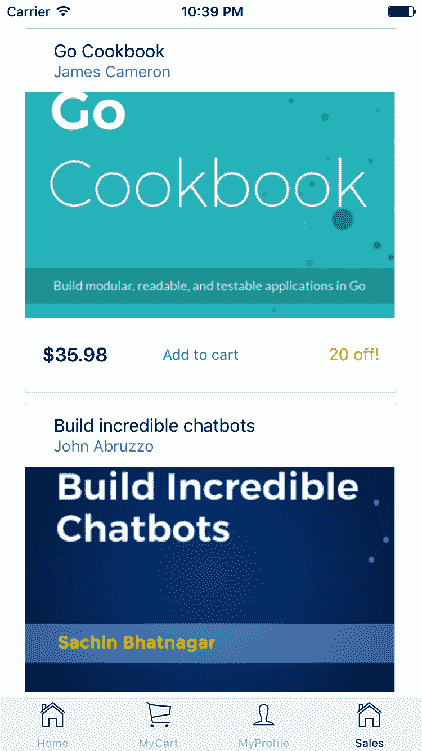 Carrier 10:39 PM
Go Cookbook
James Cameron
Go
Cookbook
Build modular, readable, and testable applications in Go
$35.98 Add to cart 20 off!
Build incredible chatbots
John Abruzzo
Build Incredible
Chatbots
Sachin Bhatnagar
Home MyCart MyProfile Sales